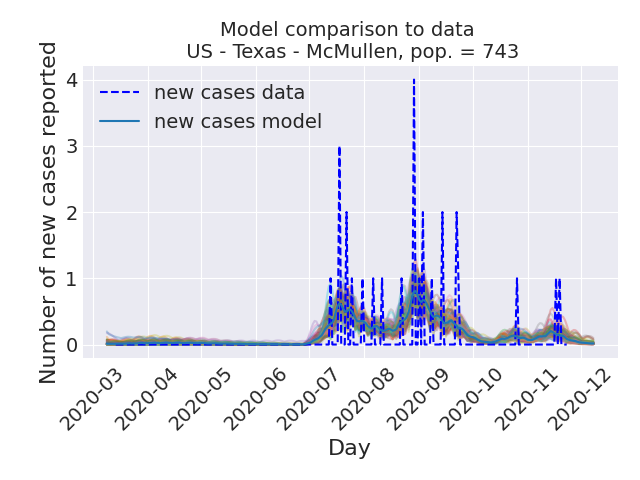 Model comparison to data
US - Texas - McMullen, pop. = 743
Number of new cases reported
4
3
2
1
0
new cases data
new cases model
2020-03
2020-04
2020-05
2020-06
2020-07
2020-08
2020-09
2020-10
2020-11
2020-12
Day